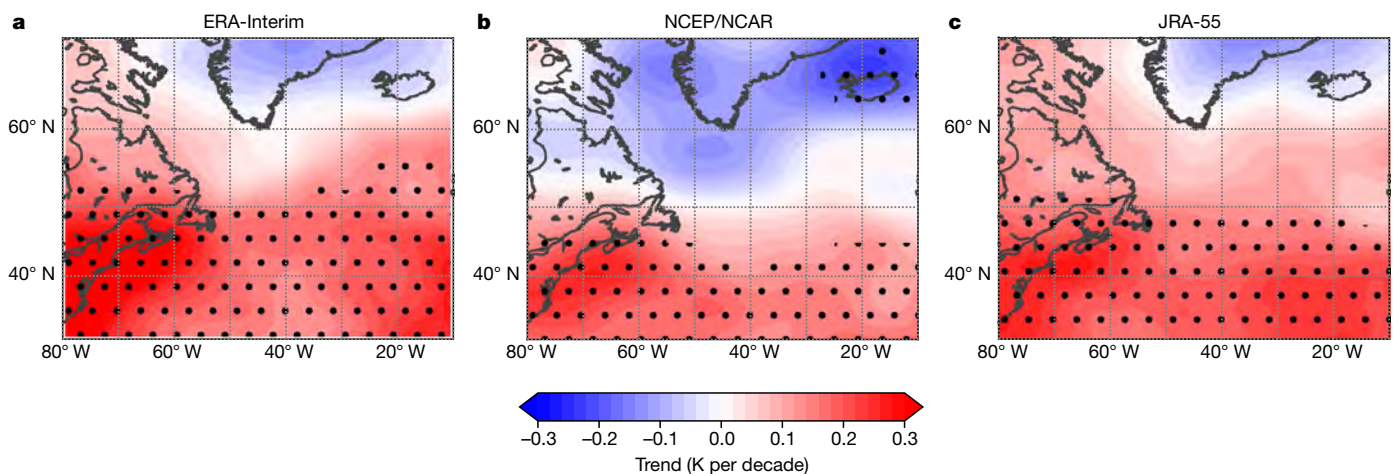 a ERA-Interim
b NCEP/NCAR
c JRA-55
60° N
40° N
80° W 60° W 40° W 20° W
60° N
40° N
80° W 60° W 40° W 20° W
60° N
40° N
80° W 60° W 40° W 20° W
−0.3 −0.2 −0.1 0.0 0.1 0.2 0.3
Trend (K per decade)